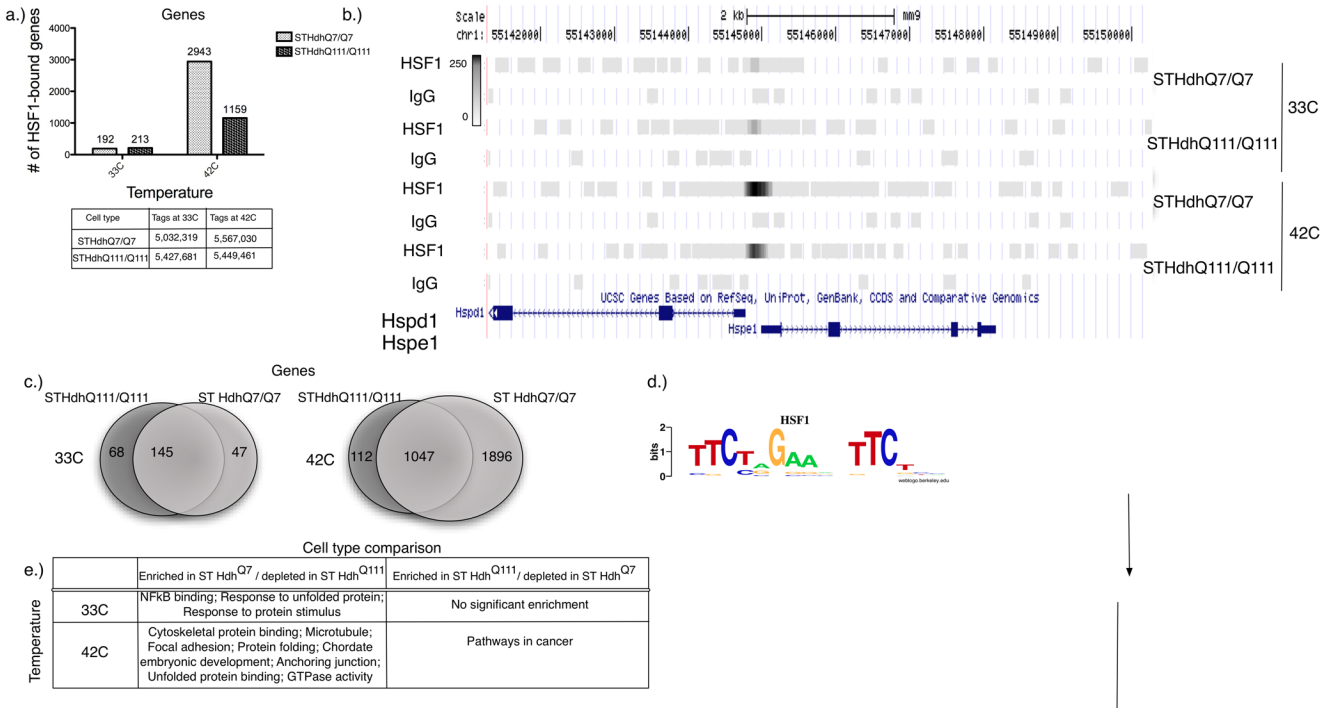 a.)
Genes
# of HSF1-bound genes
4000
3000
2000
1000
0
192
213
2943
1159
33C
42C
Temperature
STHdhQ7/Q7
STHdhQ111/Q111
Cell type Tags at 33C Tags at 42C
STHdhQ7/Q7 5,032,319 5,567,030
STHdhQ111/Q111 5,427,681 5,449,461
b.)
Scale 2 kb mm9
chr1: 55142000 55143000 55144000 55145000 55146000 55147000 55148000 55149000 55150000
250
0
HSF1
IgG
STHdhQ7/Q7
HSF1
IgG
STHdhQ111/Q111
33C
HSF1
IgG
STHdhQ7/Q7
HSF1
IgG
STHdhQ111/Q111
42C
UCSC Genes Based on RefSeq, UniProt, GenBank, CCDS and Comparative Genomics
Hspd1
Hspe1
Hspd1
Hspe1
c.)
Genes
STHdhQ111/Q111 ST HdhQ7/Q7
33C 68 145 47
STHdhQ111/Q111 ST HdhQ7/Q7
42C 112 1047 1896
d.)
HSF1
bits
2
1
0
TTCTAGAA TTCT
weblogo.berkeley.edu
e.)
Cell type comparison
Enriched in ST HdhQ7 / depleted in ST HdhQ111 Enriched in ST HdhQ111/ depleted in ST HdhQ7
Temperature
33C
NFkB binding; Response to unfolded protein;
Response to protein stimulus
No significant enrichment
42C
Cytoskeletal protein binding; Microtubule;
Focal adhesion; Protein folding; Chordate
embryonic development; Anchoring junction;
Unfolded protein binding; GTPase activity
Pathways in cancer